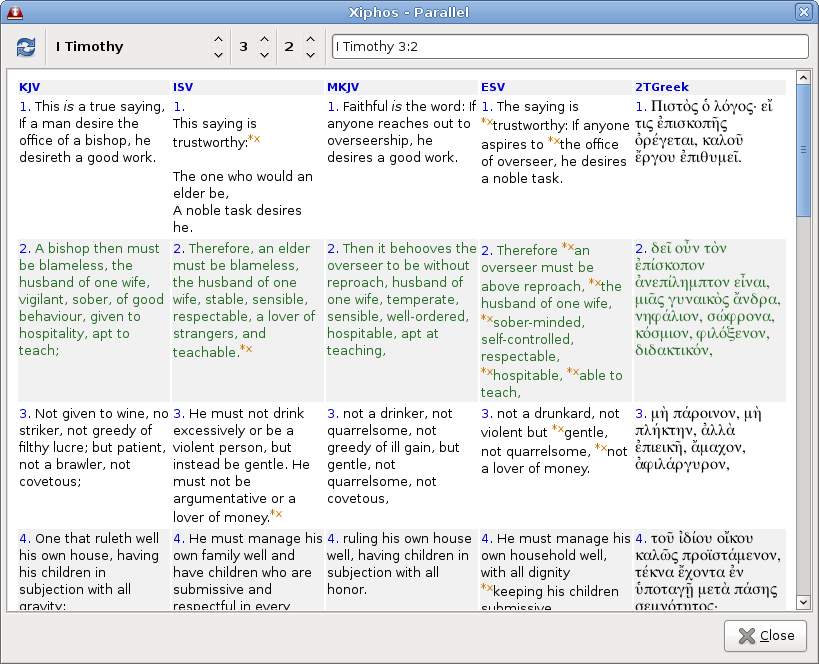 Xiphos - Parallel
I Timothy 3 2 I Timothy 3:2
KJV
1. This is a true saying,
If a man desire the
office of a bishop, he
desireth a good work.
2. A bishop then must
be blameless, the
husband of one wife,
vigilant, sober, of good
behaviour, given to
hospitality, apt to
teach;
3. Not given to wine, no
striker, not greedy of
filthy lucre; but patient,
not a brawler, not
covetous;
4. One that ruleth well
his own house, having
his children in
subjection with all
gravity;
ISV
1.
This saying is
trustworthy:*x
The one who would an
elder be,
A noble task desires
he.
2. Therefore, an elder
must be blameless,
the husband of one
wife, stable, sensible,
respectable, a lover of
strangers, and
teachable.*x
3. He must not drink
excessively or be a
violent person, but
instead be gentle. He
must not be
argumentative or a
lover of money.*x
4. He must manage his
own family well and
have children who are
submissive and
respectful in every
MKJV
1. Faithful is the word: If
anyone reaches out to
overseership, he
desires a good work.
2. Then it behooves the
overseer to be without
reproach, husband of
one wife, temperate,
sensible, well-ordered,
hospitable, apt at
teaching,
3. not a drinker, not
quarrelsome, not
greedy of ill gain, but
gentle, not
quarrelsome, not
covetous,
4. ruling his own house
well, having children in
subjection with all
honor.
ESV
1. The saying is
*xtrustworthy: If anyone
aspires to *xthe office
of overseer, he desires
a noble task.
2. Therefore *xan
overseer must be
above reproach, *xthe
husband of one wife,
*xsober-minded,
self-controlled,
respectable,
*xhospitable, *xable to
teach,
3. not a drunkard, not
violent but *xgentle,
not quarrelsome, *xnot
a lover of money.
4. He must manage his
own household well,
with all dignity
*xkeeping his children
submissive
2TGreek
1. Πιστὸς ὁ λόγος· εἴ
τις ἐπισκοπῆς
ὀρέγεται, καλοῦ
ἔργου ἐπιθυμεῖ.
2. δεῖ οὖν τὸν
ἐπίσκοπον
ἀνεπίλημπτον εἶναι,
μιᾶς γυναικὸς ἄνδρα,
νηφάλιον, σώφρονα,
κόσμιον, φιλόξενον,
διδακτικόν,
3. μὴ πάροινον, μὴ
πλήκτην, ἀλλὰ
ἐπιεικῆ, ἄμαχον,
ἀφιλάργυρον,
4. τοῦ ἰδίου οἴκου
καλῶς προϊστάμενον,
τέκνα ἔχοντα ἐν
ὑποταγῇ μετὰ πάσης
σεμνότητος·
Close